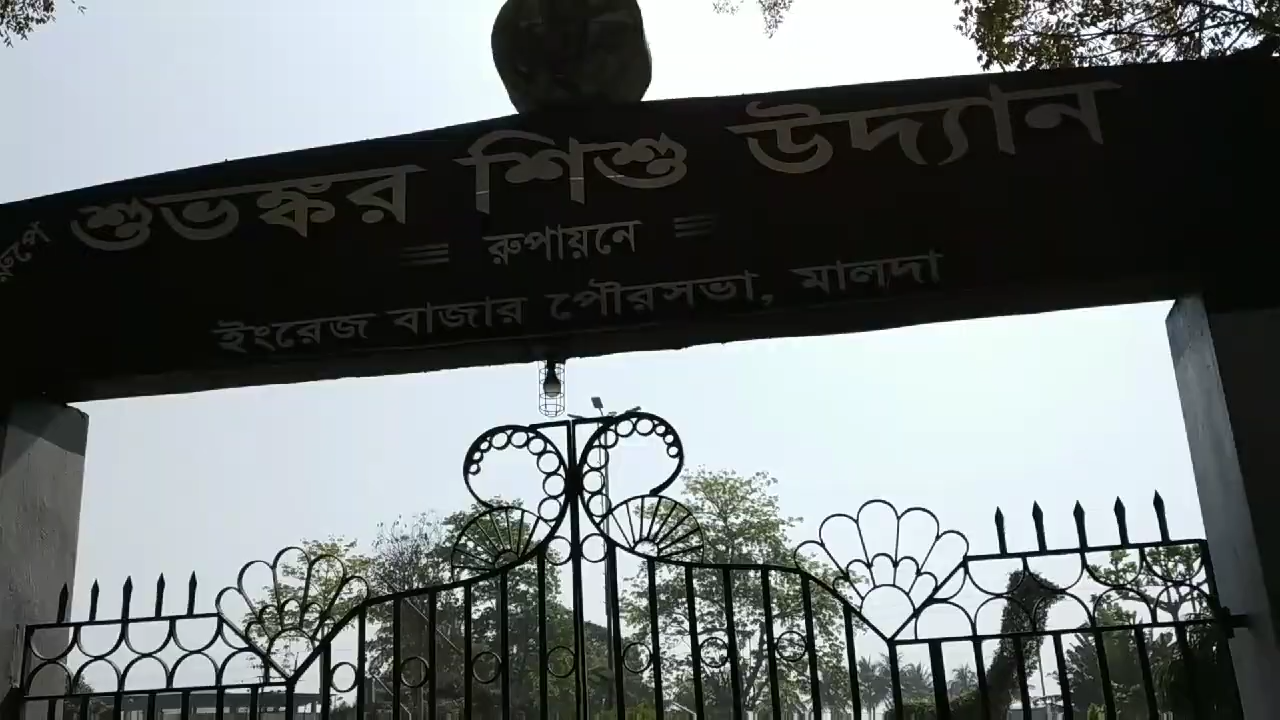 শুভঙ্কর শিশু উদ্যান
রুপায়নে
ইংরেজ বাজার পৌরসভা, মালদা